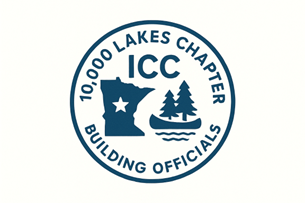 10,000 LAKES CHAPTER
ICC
BUILDING OFFICIALS